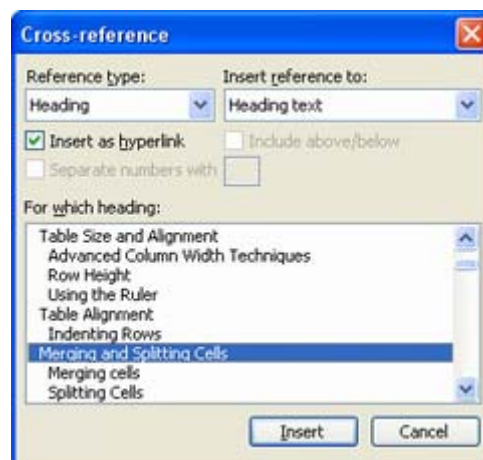 Cross-reference
Reference type: Insert reference to:
Heading Heading text
Insert as hyperlink Include above/below
Separate numbers with
For which heading:
Table Size and Alignment
Advanced Column Width Techniques
Row Height
Using the Ruler
Table Alignment
Indenting Rows
Merging and Splitting Cells
Merging cells
Splitting Cells
Insert Cancel